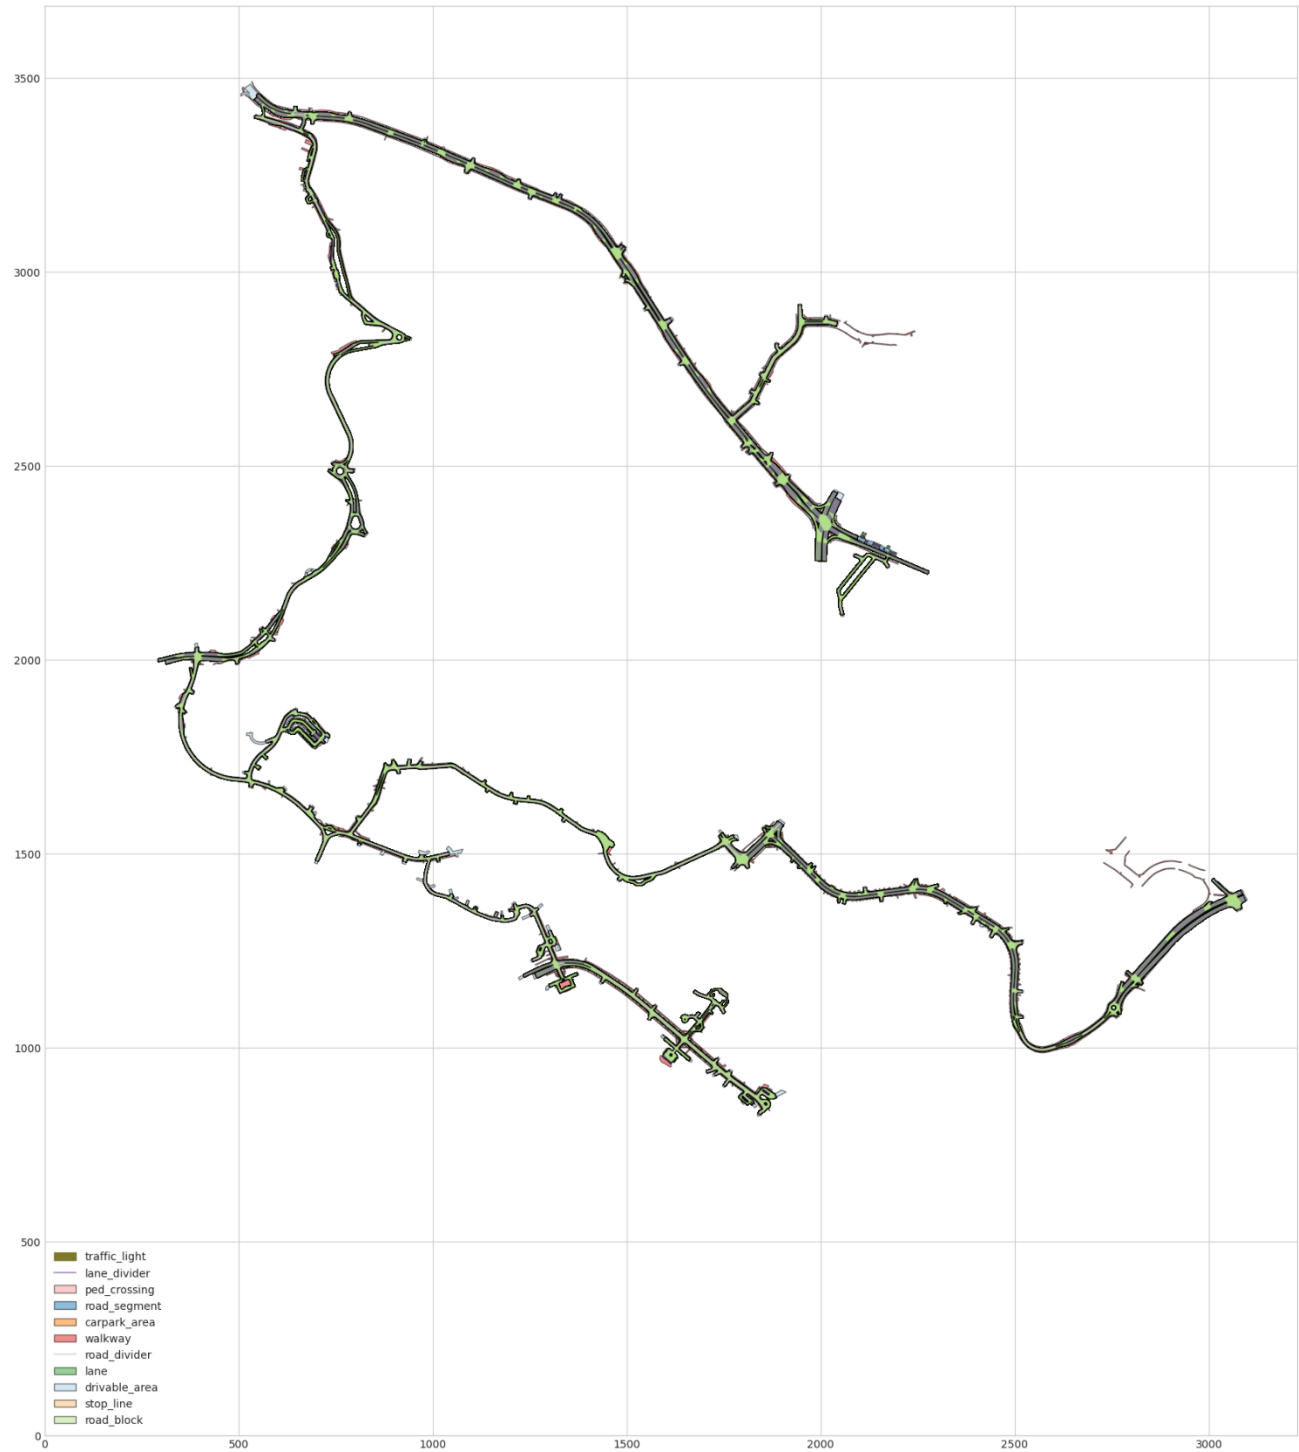 3500
3000
2500
2000
1500
1000
500
0
traffic_light
lane_divider
ped_crossing
road_segment
carpark_area
walkway
road_divider
lane
drivable_area
stop_line
road_block
0 500 1000 1500 2000 2500 3000